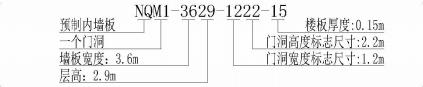 NQM1-3629-1222-15
预制内墙板
楼板厚度:0.15m
一个门洞
门洞高度标志尺寸:2.2m
墙板宽度：3.6m
门洞宽度标志尺寸:1.2m
层高：2.9m